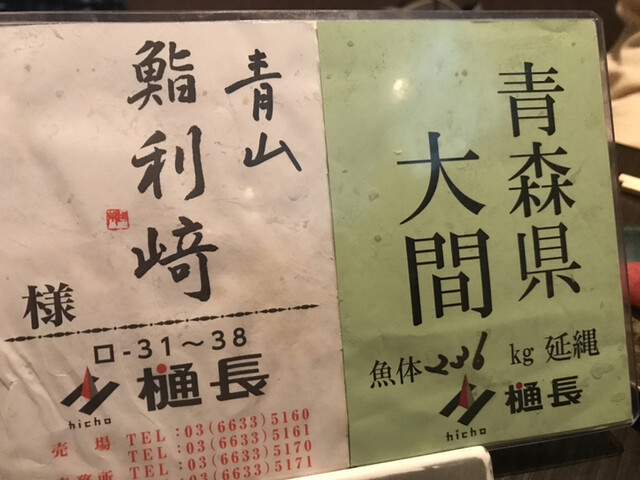 青山
鮨利﨑
様
ロ-31～38
樋長
hicho
売場 TEL:03(6633)5160
TEL:03(6633)5161
TEL:03(6633)5170
03(6633)5171
青森県
大間
魚体 236 kg 延縄
樋長
hicho